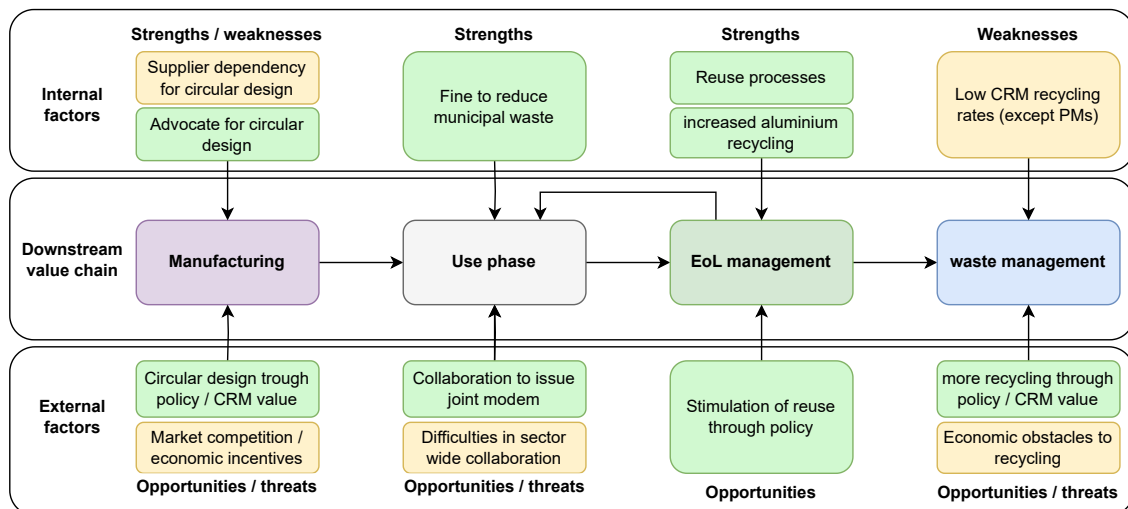 Strengths / weaknesses
Strengths
Strengths
Weaknesses
Internal
factors
Supplier dependency
for circular design
Advocate for circular
design
Fine to reduce
municipal waste
Reuse processes
increased aluminium
recycling
Low CRM recycling
rates (except PMs)
Downstream
value chain
Manufacturing
Use phase
EoL management
waste management
External
factors
Circular design trough
policy / CRM value
Market competition /
economic incentives
Collaboration to issue
joint modem
Difficulties in sector
wide collaboration
Stimulation of reuse
through policy
more recycling through
policy / CRM value
Economic obstacles to
recycling
Opportunities / threats
Opportunities / threats
Opportunities
Opportunities / threats